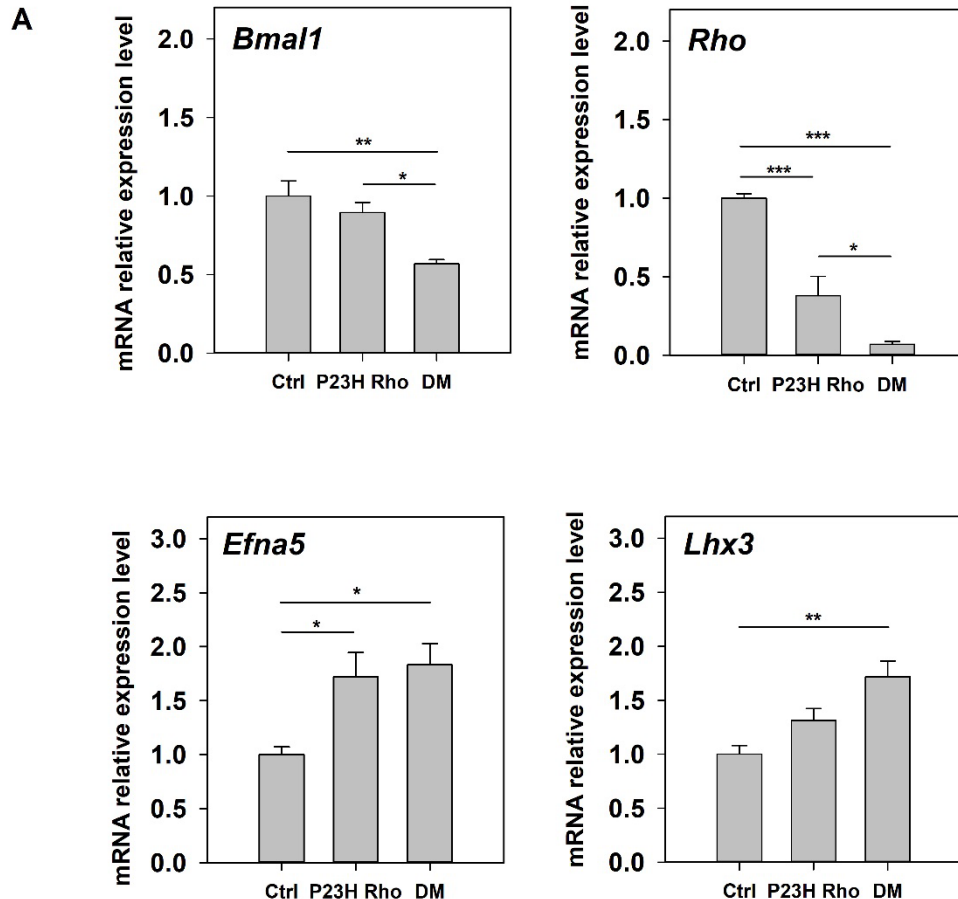 A
Bmal1
mRNA relative expression level
2.0
1.5
1.0
0.5
0.0
**
*
Ctrl P23H Rho DM
Rho
mRNA relative expression level
2.0
1.5
1.0
0.5
0.0
***
***
*
Ctrl P23H Rho DM
Efna5
mRNA relative expression level
3.0
2.5
2.0
1.5
1.0
0.5
0.0
*
*
Ctrl P23H Rho DM
Lhx3
mRNA relative expression level
3.0
2.5
2.0
1.5
1.0
0.5
0.0
**
Ctrl P23H Rho DM